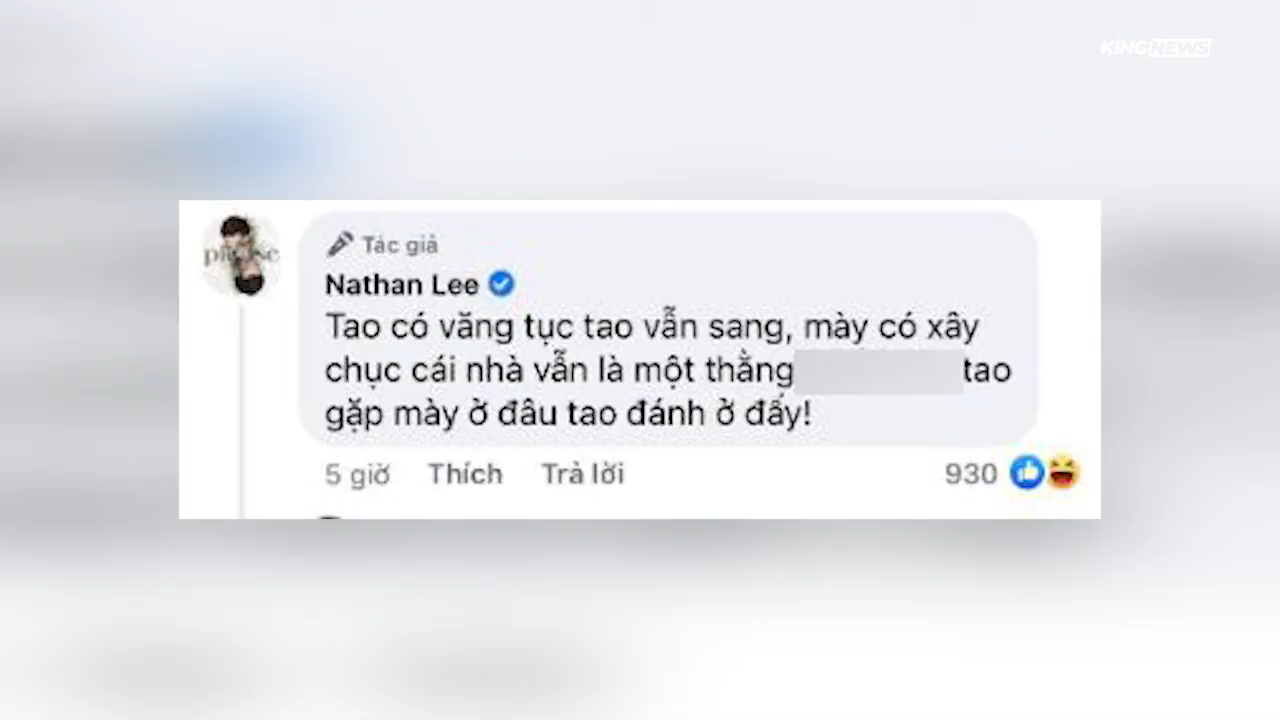 KINGNEWS
Tác giả
Nathan Lee
Tao có văng tục tao vẫn sang, mày có xây
chục cái nhà vẫn là một thằng tao
gặp mày ở đâu tao đánh ở đấy!
5 giờ Thích Trả lời 930